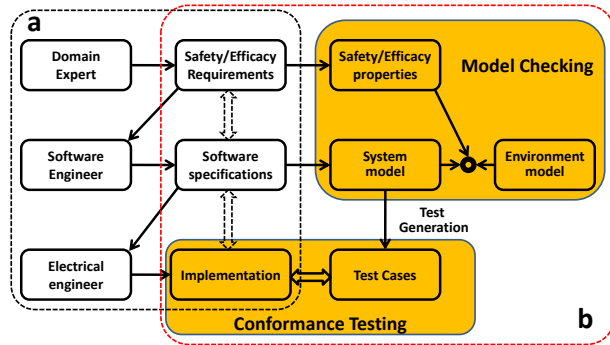 a
Domain
Expert
Safety/Efficacy
Requirements
Safety/Efficacy
properties
Model Checking
Software
Engineer
Software
specifications
System
model
Environment
model
Test
Generation
Electrical
engineer
Implementation
Test Cases
Conformance Testing
b